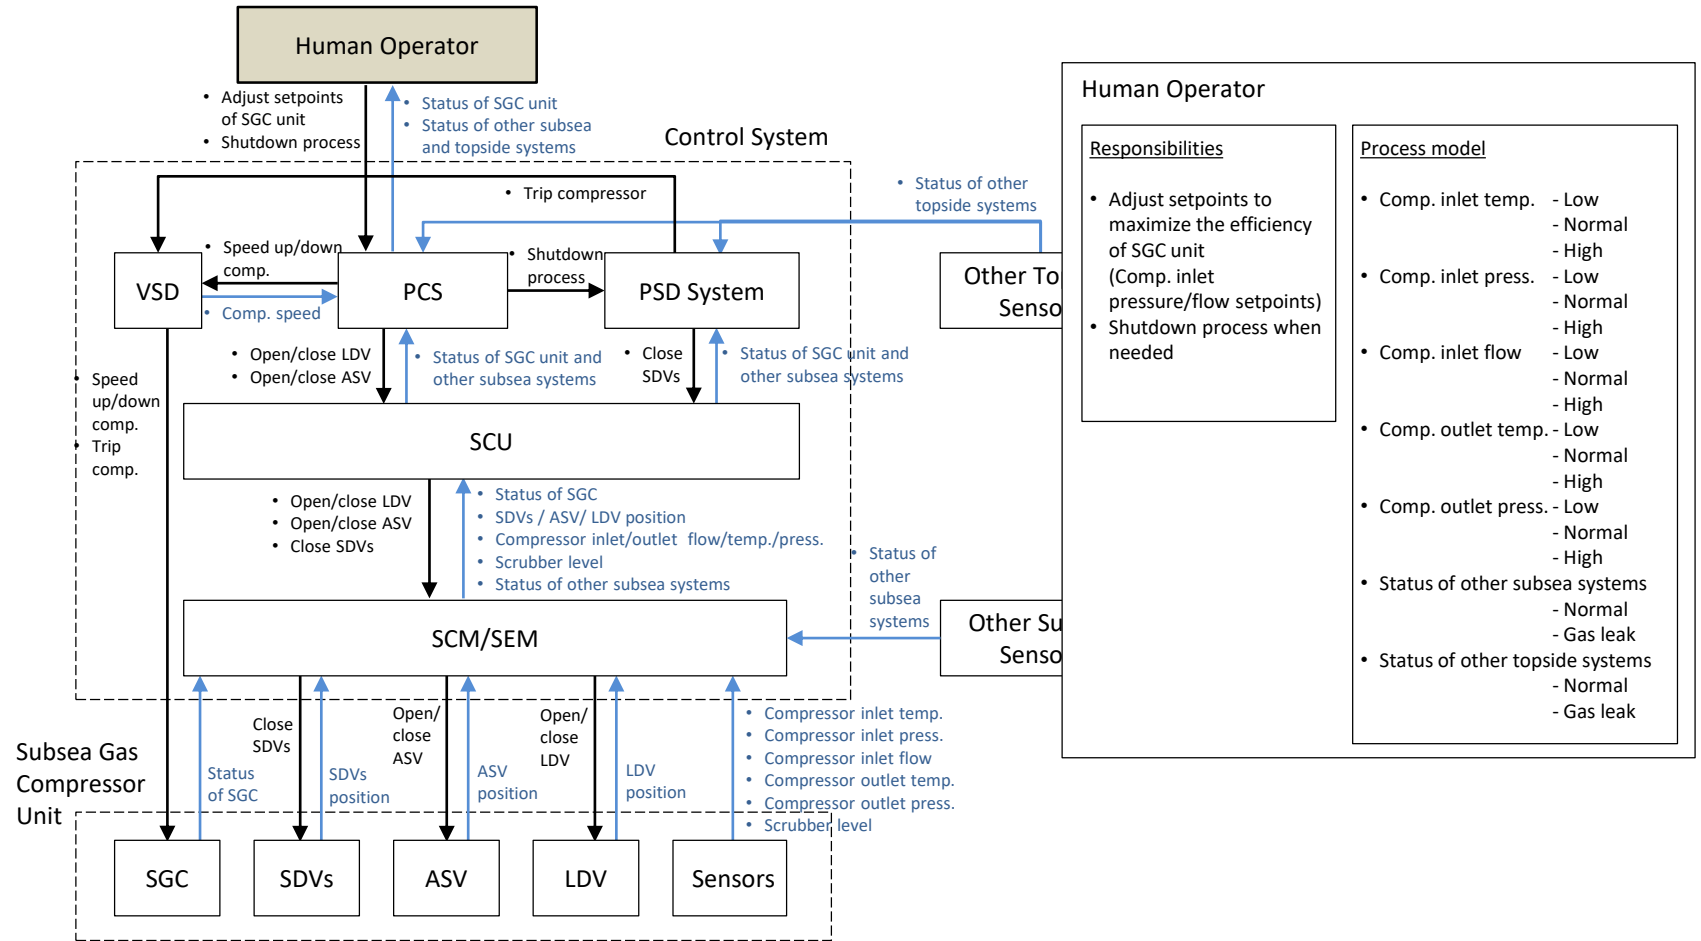 Human Operator
• Adjust setpoints
of SGC unit
• Shutdown process
• Status of SGC unit
• Status of other subsea
and topside systems
Control System
• Trip compressor
• Status of other
topside systems
• Speed up/down
comp.
• Shutdown
process
VSD
PCS
PSD System
• Comp. speed
Other To
Senso
• Open/close LDV
• Open/close ASV
• Status of SGC unit and
other subsea systems
• Close
SDVs
• Status of SGC unit and
other subsea systems
• Speed
up/down
comp.
• Trip
comp.
SCU
• Open/close LDV
• Open/close ASV
• Close SDVs
• Status of SGC
• SDVs / ASV/ LDV position
• Compressor inlet/outlet flow/temp./press.
• Scrubber level
• Status of other subsea systems
• Status of
other
subsea
systems
SCM/SEM
Other Su
Senso
Close
SDVs
Open/
close
ASV
Open/
close
LDV
• Compressor inlet temp.
• Compressor inlet press.
• Compressor inlet flow
• Compressor outlet temp.
• Compressor outlet press.
• Scrubber level
Status
of SGC
SDVs
position
ASV
position
LDV
position
Subsea Gas
Compressor
Unit
SGC
SDVs
ASV
LDV
Sensors
Human Operator
Responsibilities
• Adjust setpoints to
maximize the efficiency
of SGC unit
(Comp. inlet
pressure/flow setpoints)
• Shutdown process when
needed
Process model
• Comp. inlet temp. - Low
- Normal
- High
• Comp. inlet press. - Low
- Normal
- High
• Comp. inlet flow - Low
- Normal
- High
• Comp. outlet temp. - Low
- Normal
- High
• Comp. outlet press. - Low
- Normal
- High
• Status of other subsea systems
- Normal
- Gas leak
• Status of other topside systems
- Normal
- Gas leak